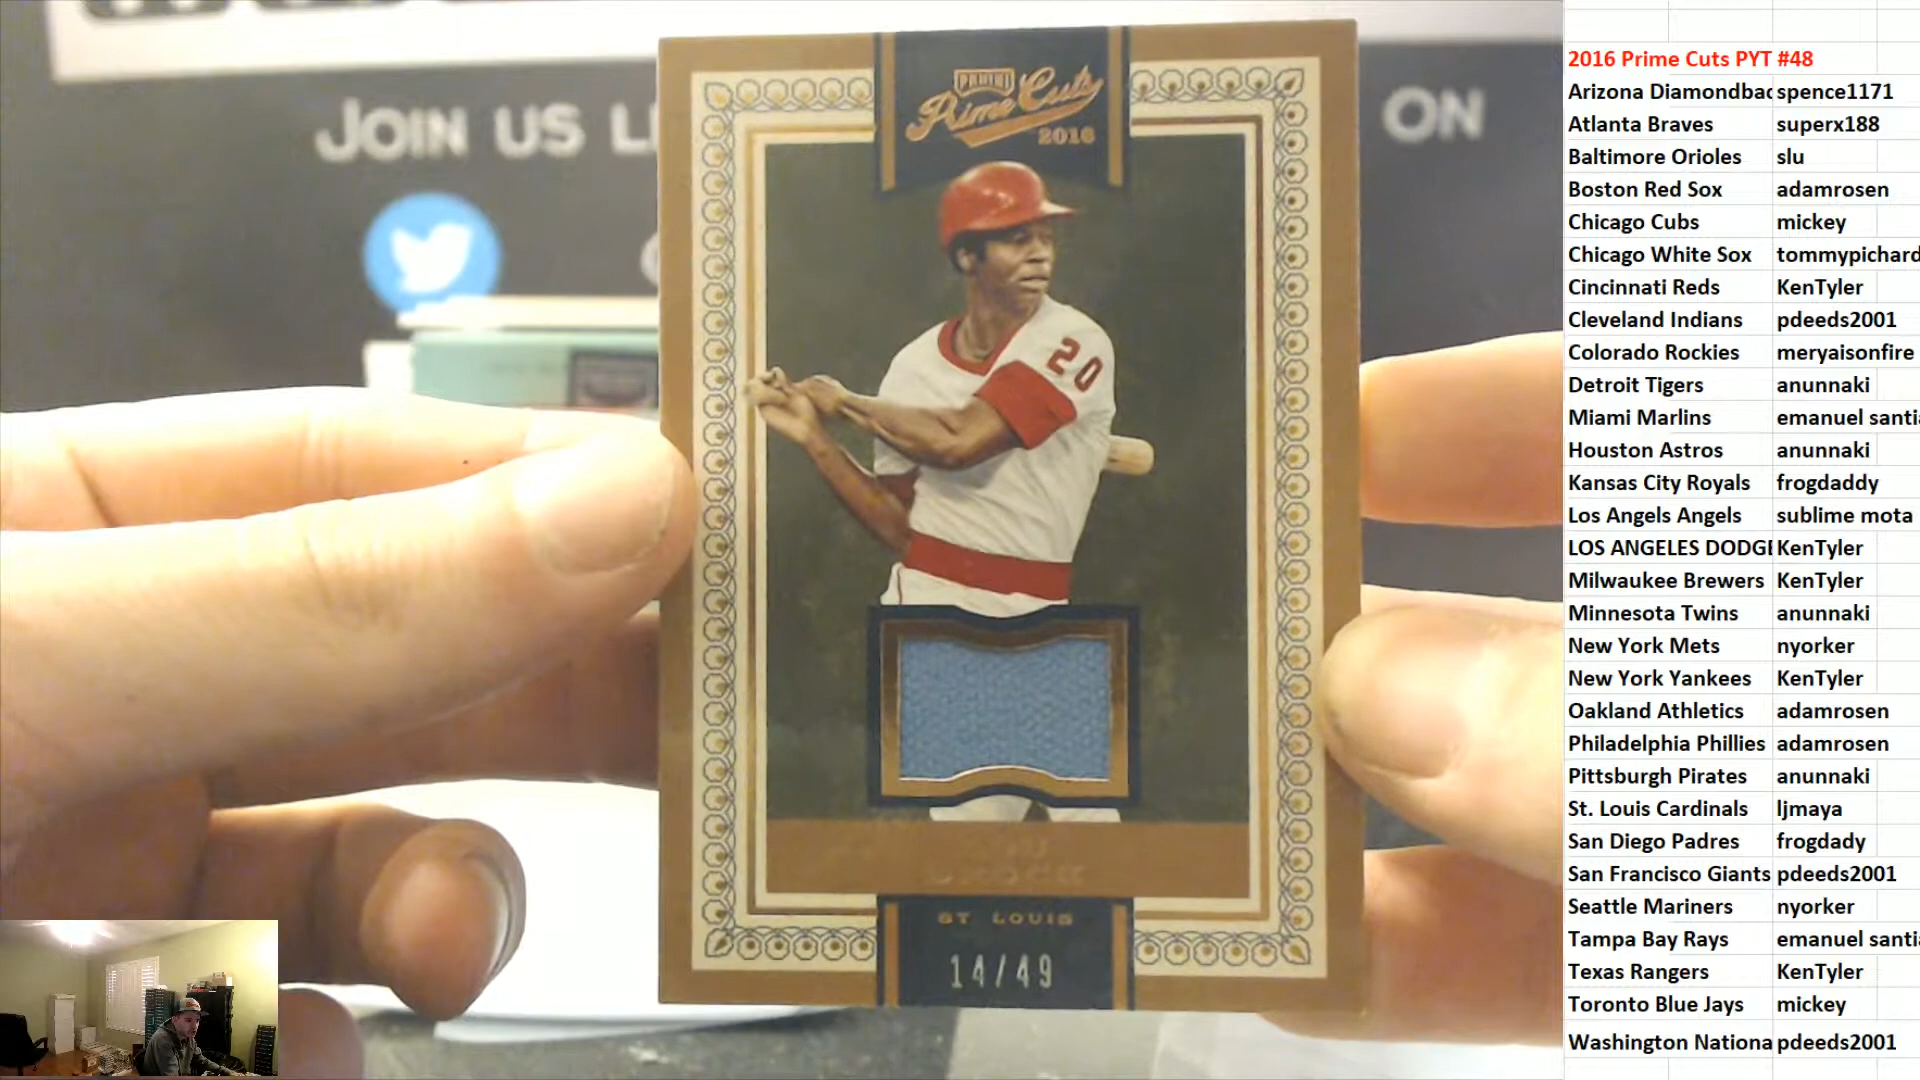 JOIN US LI
ON
PANINI
Prime Cuts
2016
20
LOU
BROCK
ST LOUIS
14/49
2016 Prime Cuts PYT #48
Arizona Diamondbac spence1171
Atlanta Braves superx188
Baltimore Orioles slu
Boston Red Sox adamrosen
Chicago Cubs mickey
Chicago White Sox tommypichard
Cincinnati Reds KenTyler
Cleveland Indians pdeeds2001
Colorado Rockies meryaisonfire
Detroit Tigers anunnaki
Miami Marlins emanuel santia
Houston Astros anunnaki
Kansas City Royals frogdaddy
Los Angels Angels sublime mota
LOS ANGELES DODGE KenTyler
Milwaukee Brewers KenTyler
Minnesota Twins anunnaki
New York Mets nyorker
New York Yankees KenTyler
Oakland Athletics adamrosen
Philadelphia Phillies adamrosen
Pittsburgh Pirates anunnaki
St. Louis Cardinals ljmaya
San Diego Padres frogdady
San Francisco Giants pdeeds2001
Seattle Mariners nyorker
Tampa Bay Rays emanuel santia
Texas Rangers KenTyler
Toronto Blue Jays mickey
Washington Nationa pdeeds2001